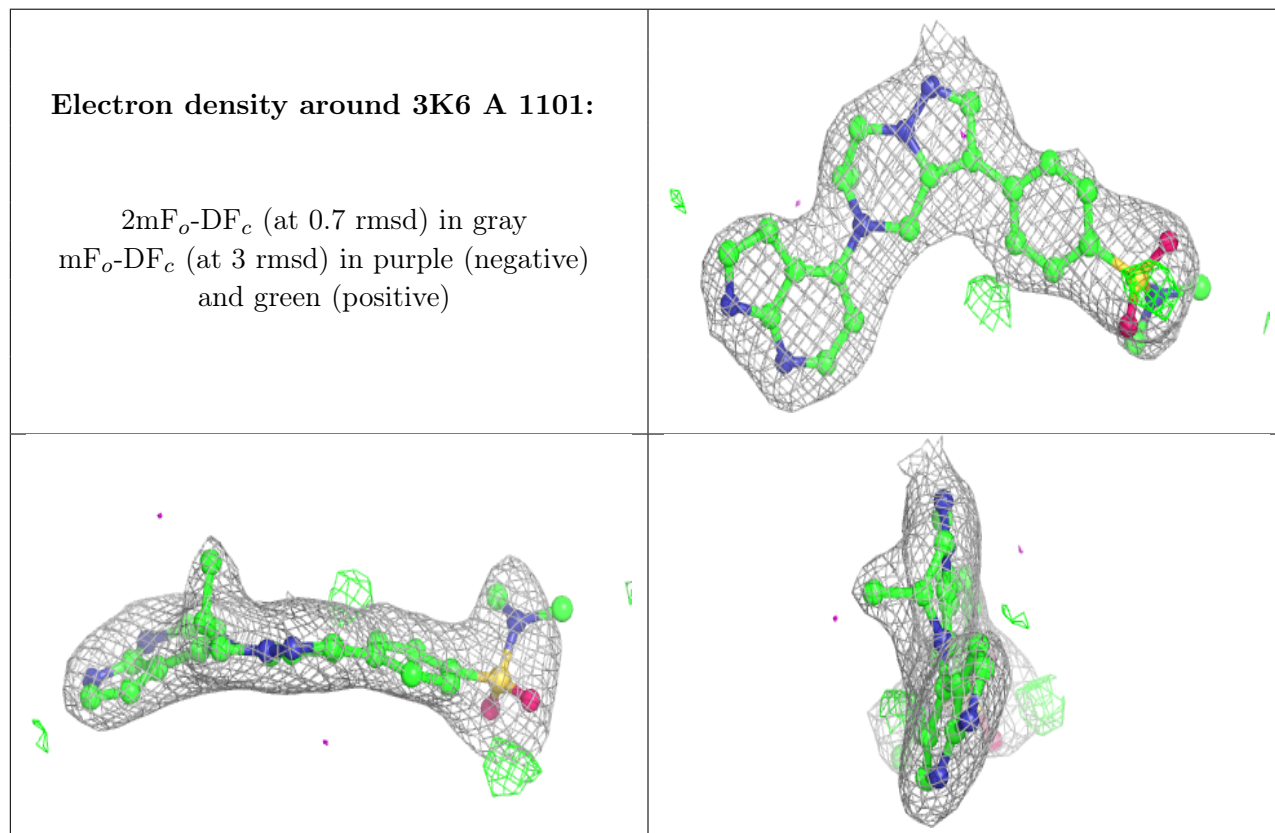 Electron density around 3K6 A 1101:
2mFo-DFc (at 0.7 rmsd) in gray
mFo-DFc (at 3 rmsd) in purple (negative)
and green (positive)